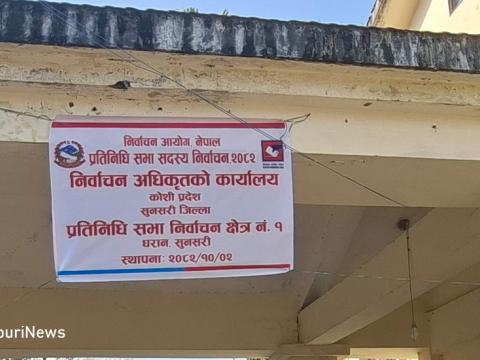 निर्वाचन आयोग, नेपाल
प्रतिनिधि सभा सदस्य निर्वाचन,२०८२
निर्वाचन अधिकृतको कार्यालय
कोशी प्रदेश
सुनसरी जिल्ला
प्रतिनिधि सभा निर्वाचन क्षेत्र नं. १
धरान, सुनसरी
स्थापनाः २०८२/१०/०२
puriNews